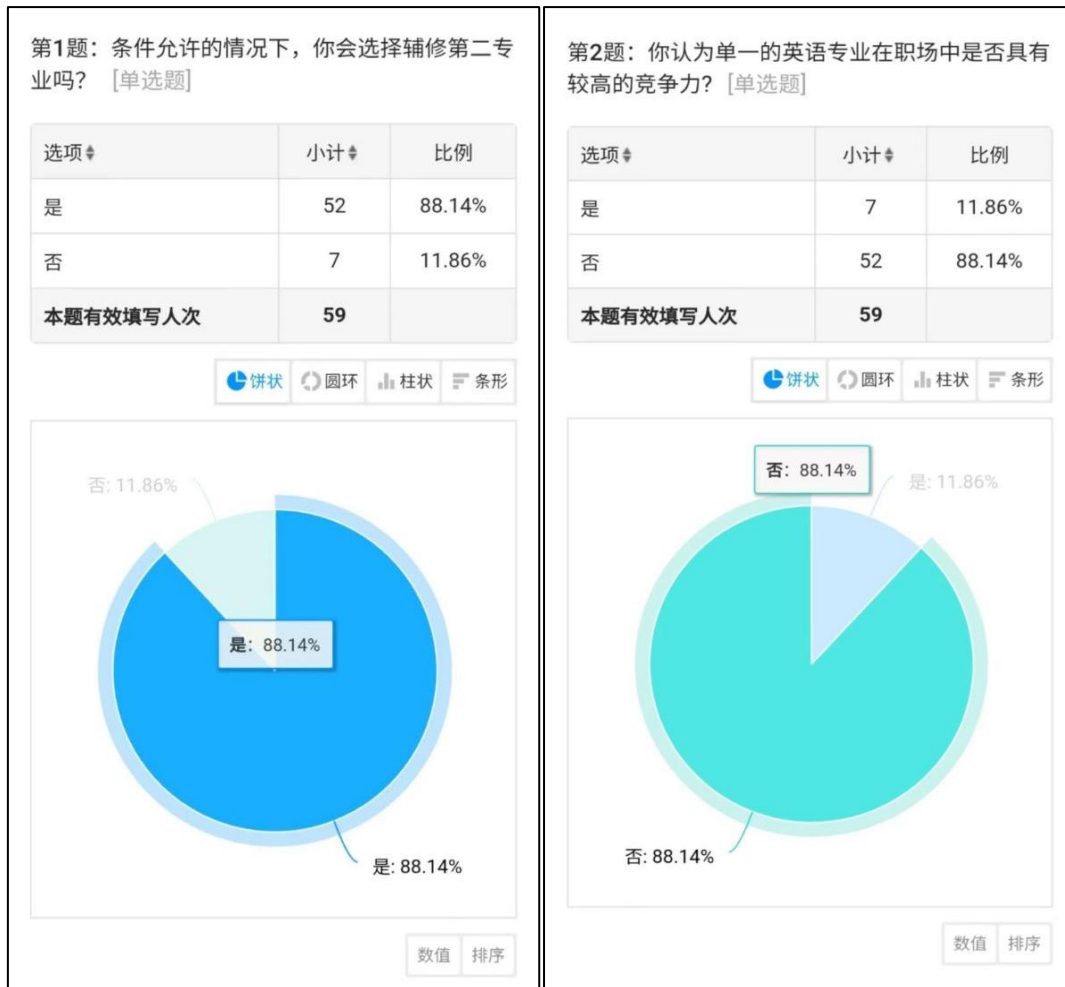 第1题：条件允许的情况下，你会选择辅修第二专
业吗？ [单选题]
选项 小计 比例
是 52 88.14%
否 7 11.86%
本题有效填写人次 59
饼状 圆环 柱状 条形
否: 11.86%
是: 88.14%
是: 88.14%
数值 排序
第2题：你认为单一的英语专业在职场中是否具有
较高的竞争力？ [单选题]
选项 小计 比例
是 7 11.86%
否 52 88.14%
本题有效填写人次 59
饼状 圆环 柱状 条形
否: 88.14%
是: 11.86%
否: 88.14%
数值 排序